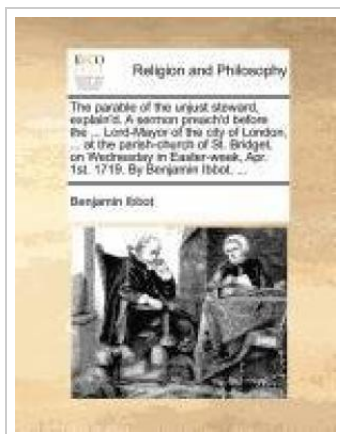 ECCO
Religion and Philosophy
The parable of the unjust steward,
explain'd. A sermon preach'd before
the ... Lord-Mayor of the city of London,
... at the parish-church of St. Bridget,
on Wednesday in Easter-week, Apr.
1st. 1719. By Benjamin Ibbot. ...
Benjamin Ibbot